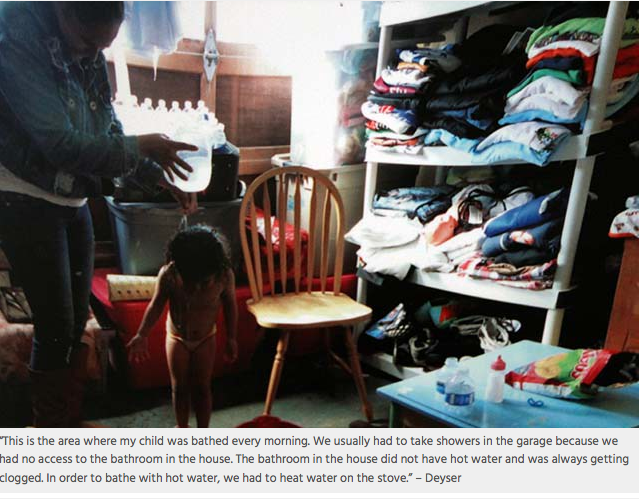 "This is the area where my child was bathed every morning. We usually had to take showers in the garage because we
had no access to the bathroom in the house. The bathroom in the house did not have hot water and was always getting
clogged. In order to bathe with hot water, we had to heat water on the stove." – Deyser